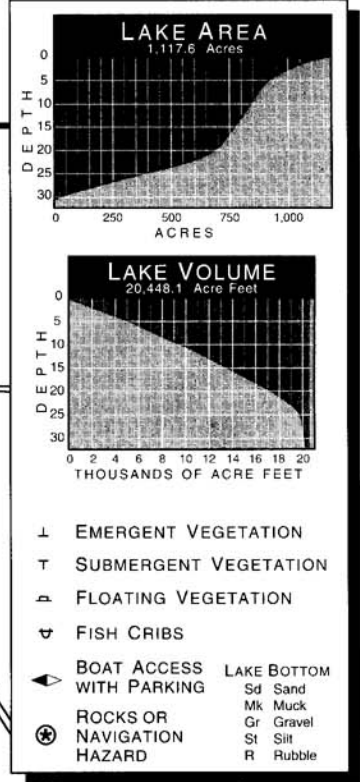 LAKE AREA
1,117.6 Acres
0
5
10
15
20
25
30
DEPTH
0 250 500 750 1,000
ACRES
LAKE VOLUME
20,448.1 Acre Feet
0
5
10
15
20
25
30
DEPTH
0 2 4 6 8 10 12 14 16 18 20
THOUSANDS OF ACRE FEET
EMERGENT VEGETATION
SUBMERGENT VEGETATION
FLOATING VEGETATION
FISH CRIBS
BOAT ACCESS
WITH PARKING
ROCKS OR
NAVIGATION
HAZARD
LAKE BOTTOM
Sd Sand
Mk Muck
Gr Gravel
St Silt
R Rubble